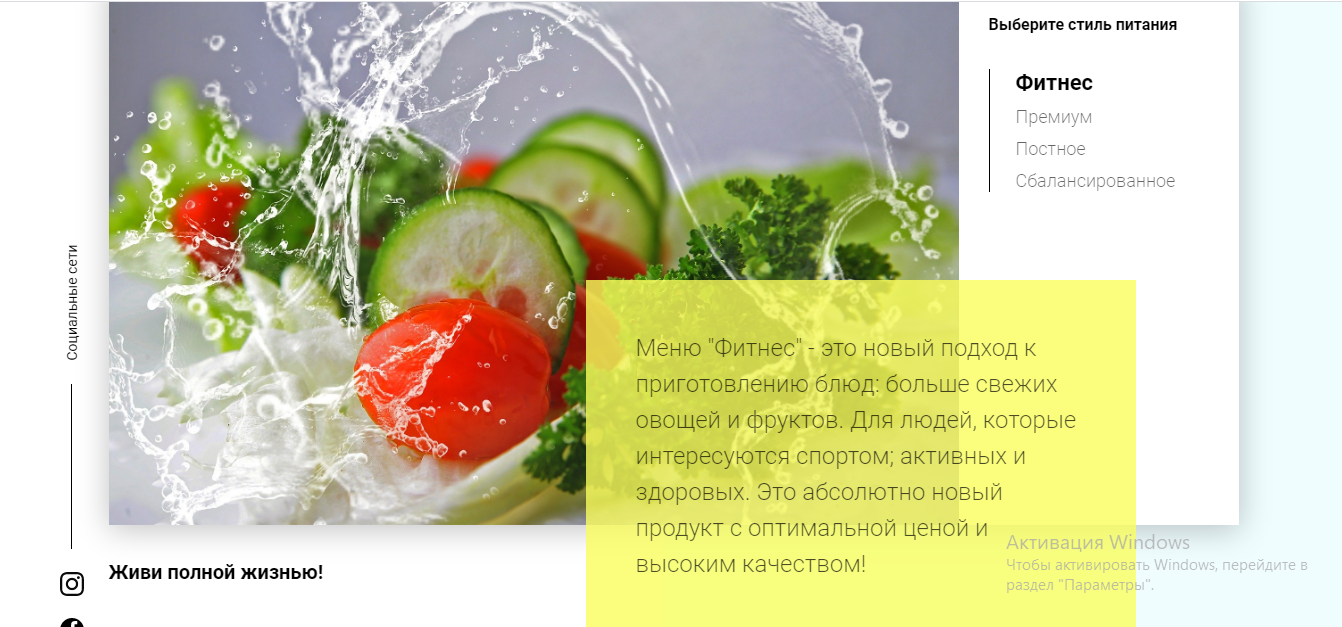 Выберите стиль питания
Фитнес
Премиум
Постное
Сбалансированное
Социальные сети
Меню "Фитнес" - это новый подход к
приготовлению блюд: больше свежих
овощей и фруктов. Для людей, которые
интересуются спортом; активных и
здоровых. Это абсолютно новый
продукт с оптимальной ценой и
высоким качеством!
Живи полной жизнью!
Активация Windows
Чтобы активировать Windows, перейдите в
раздел "Параметры".